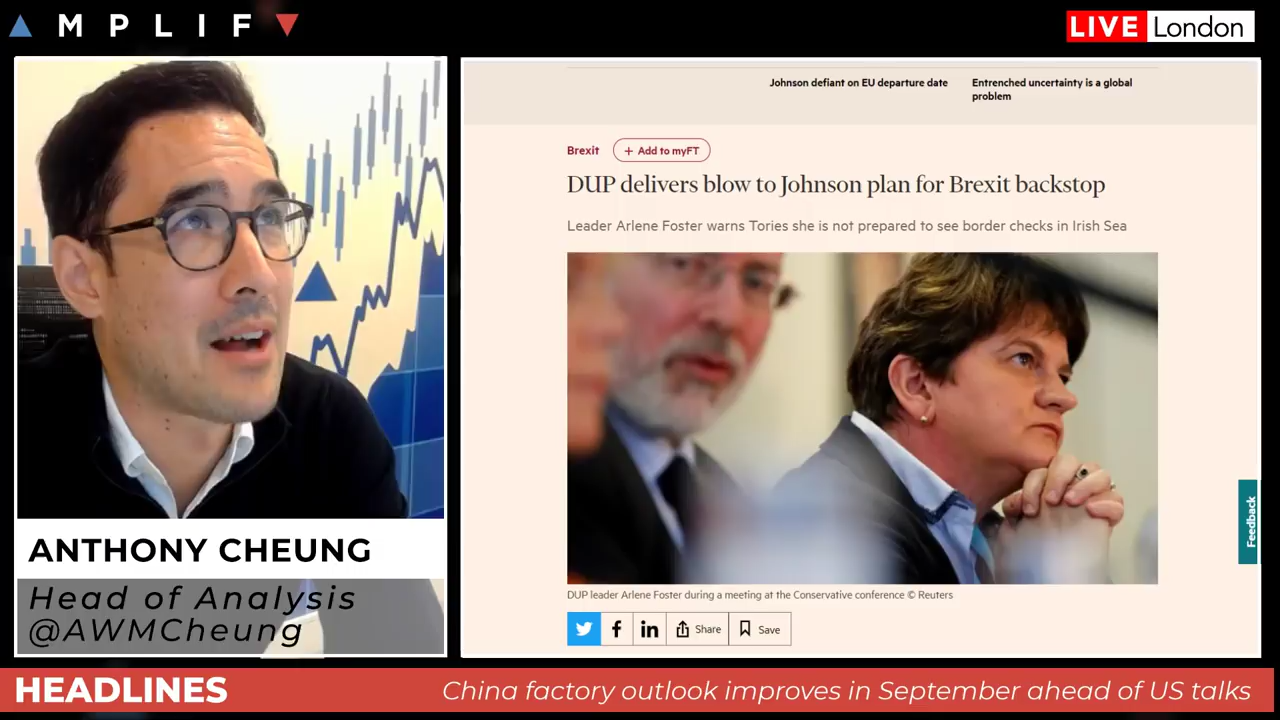 MPLIF
LIVE London
Johnson defiant on EU departure date
Entrenched uncertainty is a global
problem
Brexit
+ Add to myFT
DUP delivers blow to Johnson plan for Brexit backstop
Leader Arlene Foster warns Tories she is not prepared to see border checks in Irish Sea
Feedback
DUP leader Arlene Foster during a meeting at the Conservative conference © Reuters
Share
Save
ANTHONY CHEUNG
Head of Analysis
@AWMCheung
HEADLINES
China factory outlook improves in September ahead of US talks